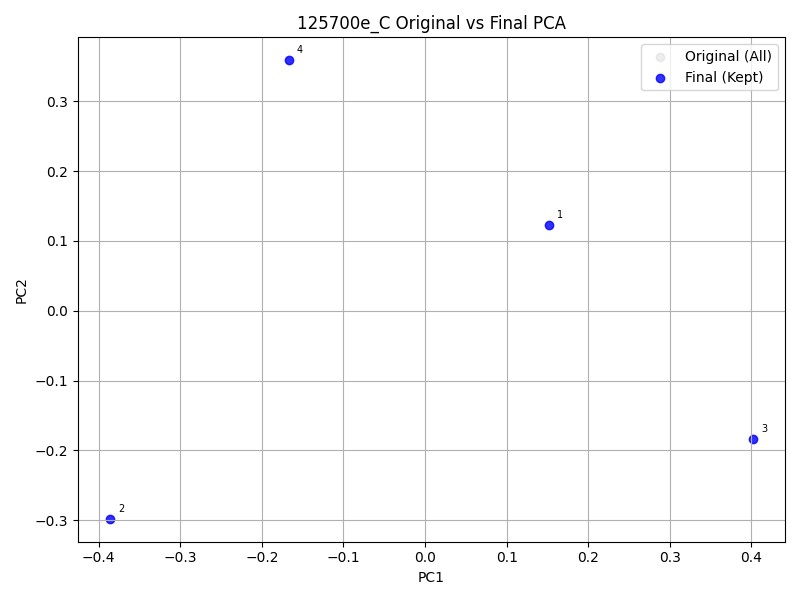 125700e_C Original vs Final PCA
Original (All)
Final (Kept)
4
1
3
2
PC2
0.3
0.2
0.1
0.0
−0.1
−0.2
−0.3
−0.4 −0.3 −0.2 −0.1 0.0 0.1 0.2 0.3 0.4
PC1